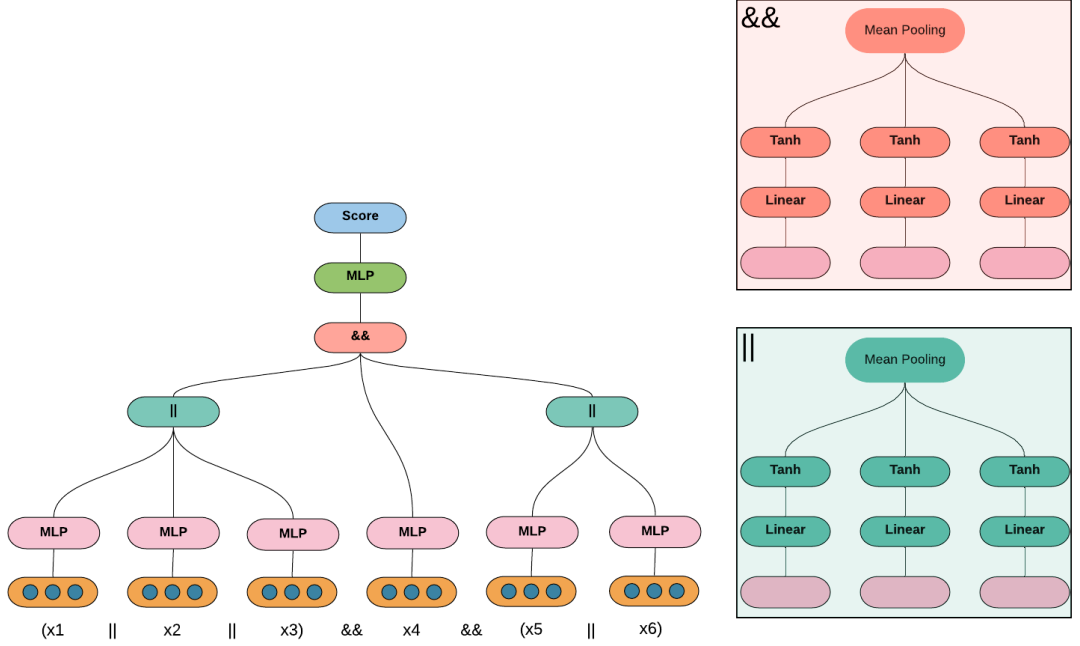 &&
Mean Pooling
Tanh Tanh Tanh
Linear Linear Linear
Score
MLP
&&
||
Mean Pooling
|| ||
Tanh Tanh Tanh
MLP MLP MLP MLP MLP MLP
Linear Linear Linear
(x1 || x2 || x3) && x4 && (x5 || x6)